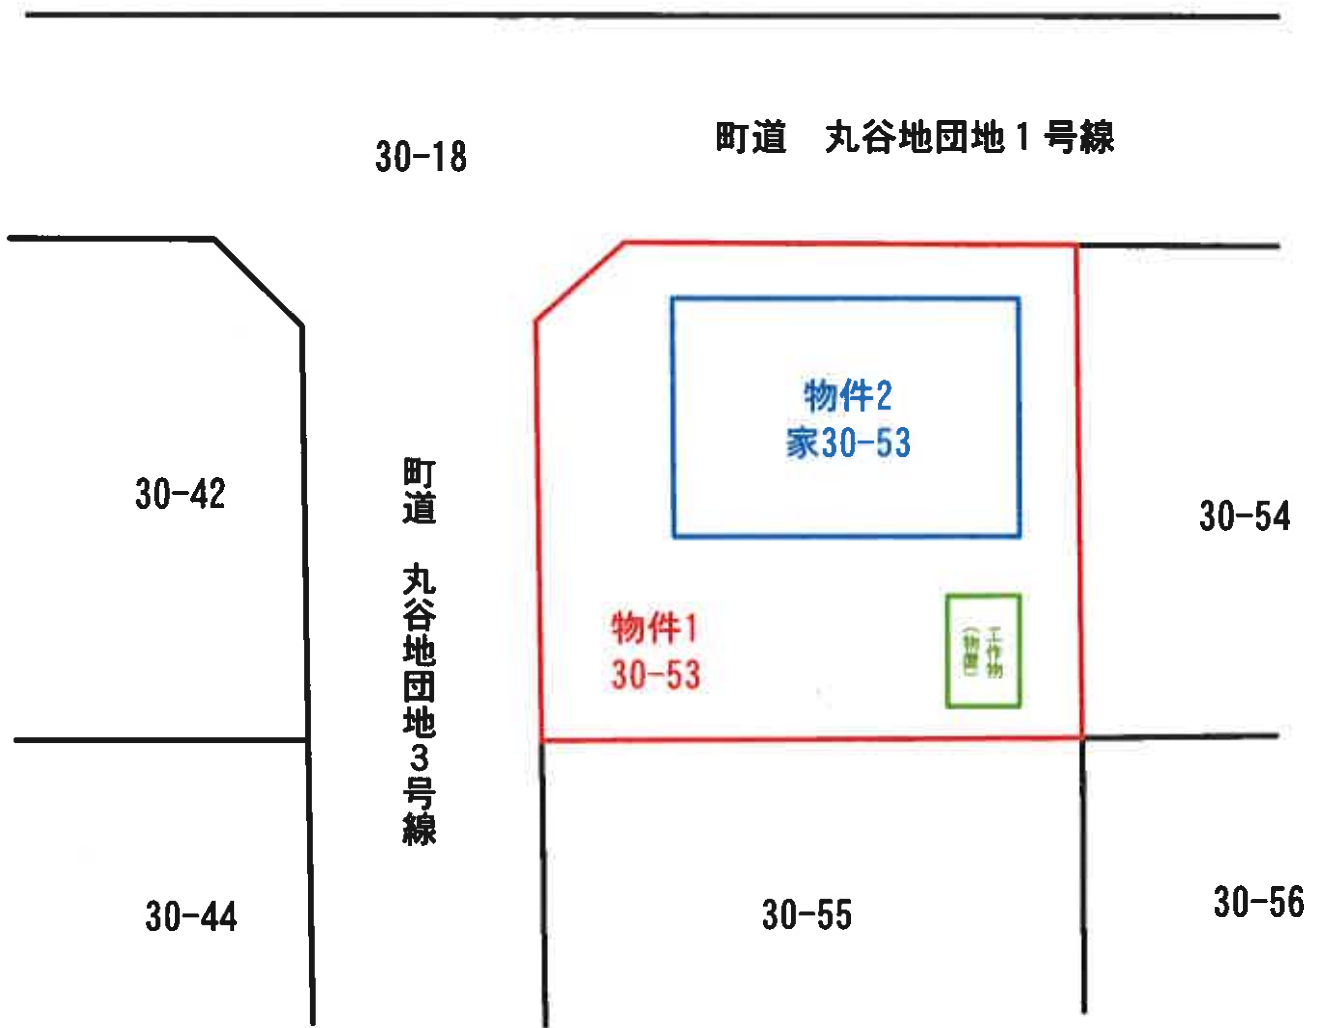 町道　丸谷地団地1号線
30-18
物件2
家30-53
30-42
町道　丸谷地団地3号線
30-54
物件1
30-53
工作物
(物置)
30-44
30-55
30-56